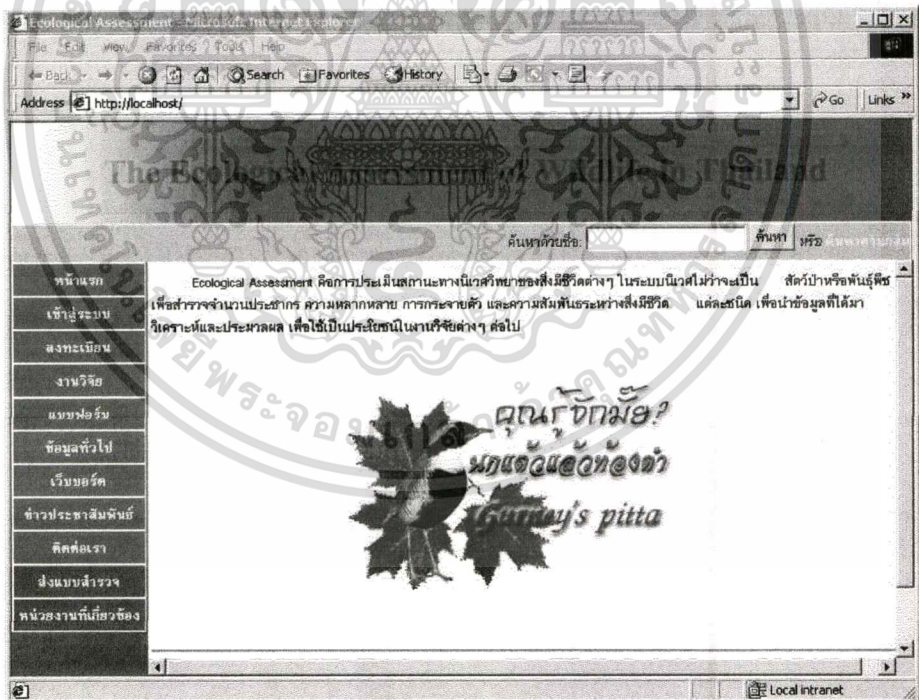 Ecological Assessment - Microsoft Internet Explorer
File Edit View Favorites Tools Help
Back Search Favorites History
Address http://localhost/ Go Links »
The Ecological Assessment of Wildlife in Thailand
ค้นหาด้วยชื่อ: ค้นหา หรือ
หน้าแรก
เข้าสู่ระบบ
ลงทะเบียน
งานวิจัย
แบบฟอร์ม
ข้อมูลทั่วไป
เว็บบอร์ด
ข่าวประชาสัมพันธ์
ติดต่อเรา
ส่งแบบสำรวจ
หน่วยงานที่เกี่ยวข้อง
Ecological Assessment คือการประเมินสถานะทางนิเวศวิทยาของสิ่งมีชีวิตต่างๆ ในระบบนิเวศไม่ว่าจะเป็น สัตว์ป่าหรือพันธุ์พืช
เพื่อสำรวจจำนวนประชากร ความหลากหลาย การกระจายตัว และความสัมพันธระหว่างสิ่งมีชีวิต แต่ละชนิด เพื่อนำข้อมูลที่ได้มา
วิเคราะห์และประมวลผล เพื่อใช้เป็นประโยชน์ในงานวิจัยต่างๆ ต่อไป
คุณรู้จักมั๊ย?
นกแต้วแล้วท้องดำ
Gurney's pitta
Local intranet